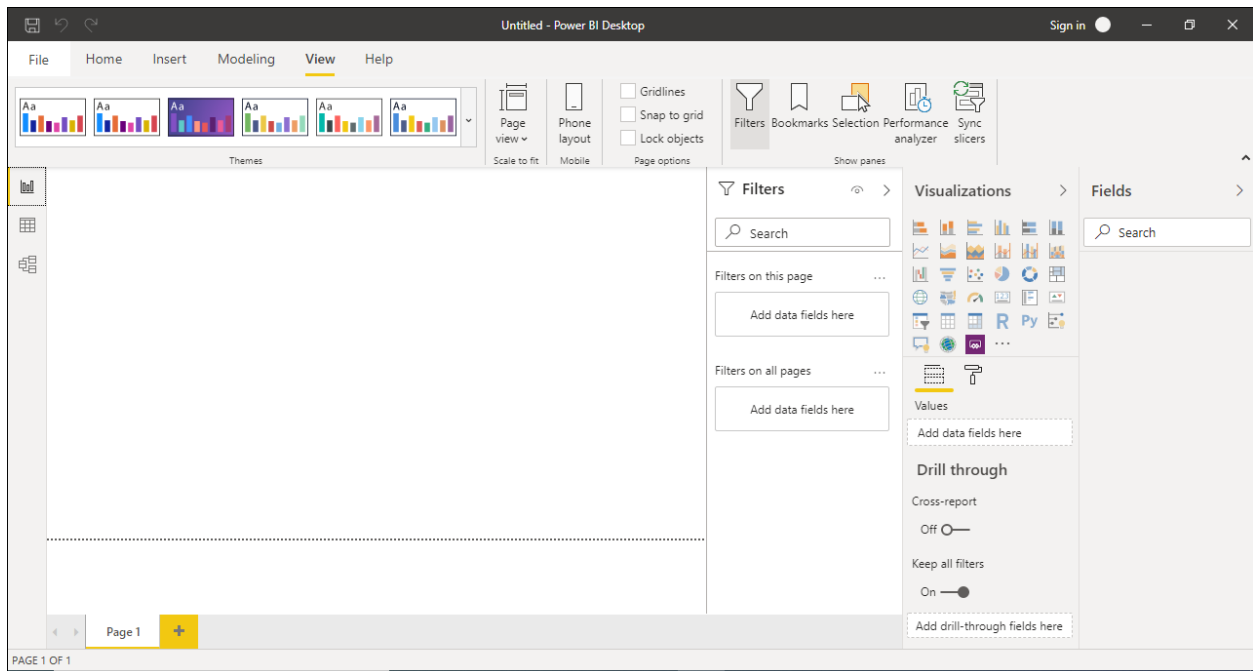 Untitled - Power BI Desktop
Sign in
File Home Insert Modeling View Help
Aa Aa Aa Aa Aa Aa
Themes
Page view
Scale to fit
Phone layout
Mobile
Gridlines
Snap to grid
Lock objects
Page options
Filters
Bookmarks
Selection
Performance analyzer
Sync slicers
Show panes
Filters
Search
Filters on this page ...
Add data fields here
Filters on all pages ...
Add data fields here
Visualizations
123
R Py
...
Values
Add data fields here
Drill through
Cross-report
Off
Keep all filters
On
Add drill-through fields here
Fields
Search
Page 1
PAGE 1 OF 1